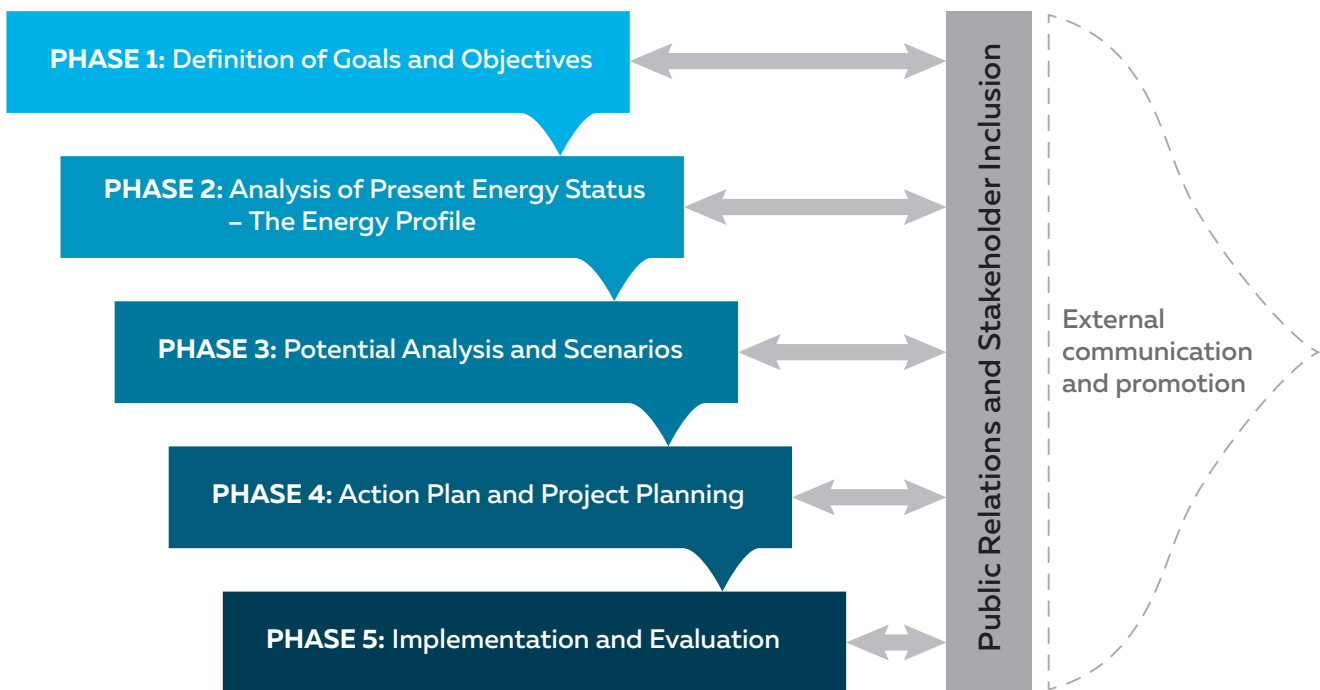 PHASE 1: Definition of Goals and Objectives
PHASE 2: Analysis of Present Energy Status
– The Energy Profile
PHASE 3: Potential Analysis and Scenarios
PHASE 4: Action Plan and Project Planning
PHASE 5: Implementation and Evaluation
Public Relations and Stakeholder Inclusion
External
communication
and promotion